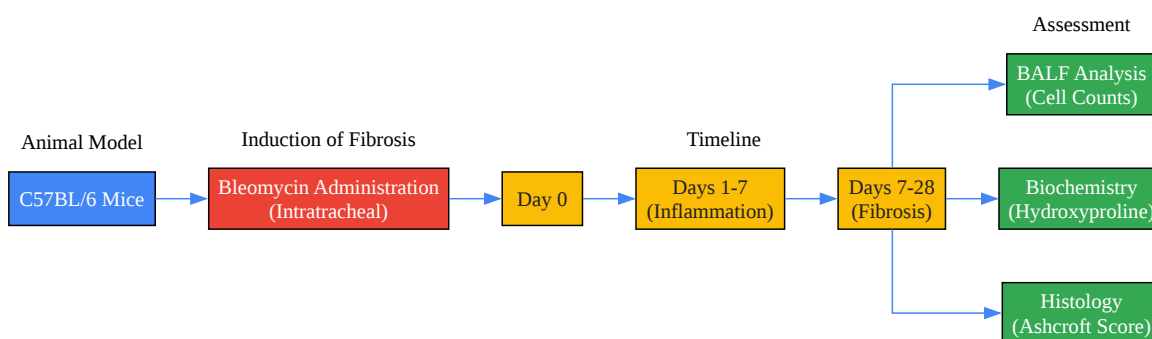 Assessment
BALF Analysis
(Cell Counts)
Animal Model
Induction of Fibrosis
Timeline
C57BL/6 Mice
Bleomycin Administration
(Intratracheal)
Day 0
Days 1-7
(Inflammation)
Days 7-28
(Fibrosis)
Biochemistry
(Hydroxyproline)
Histology
(Ashcroft Score)